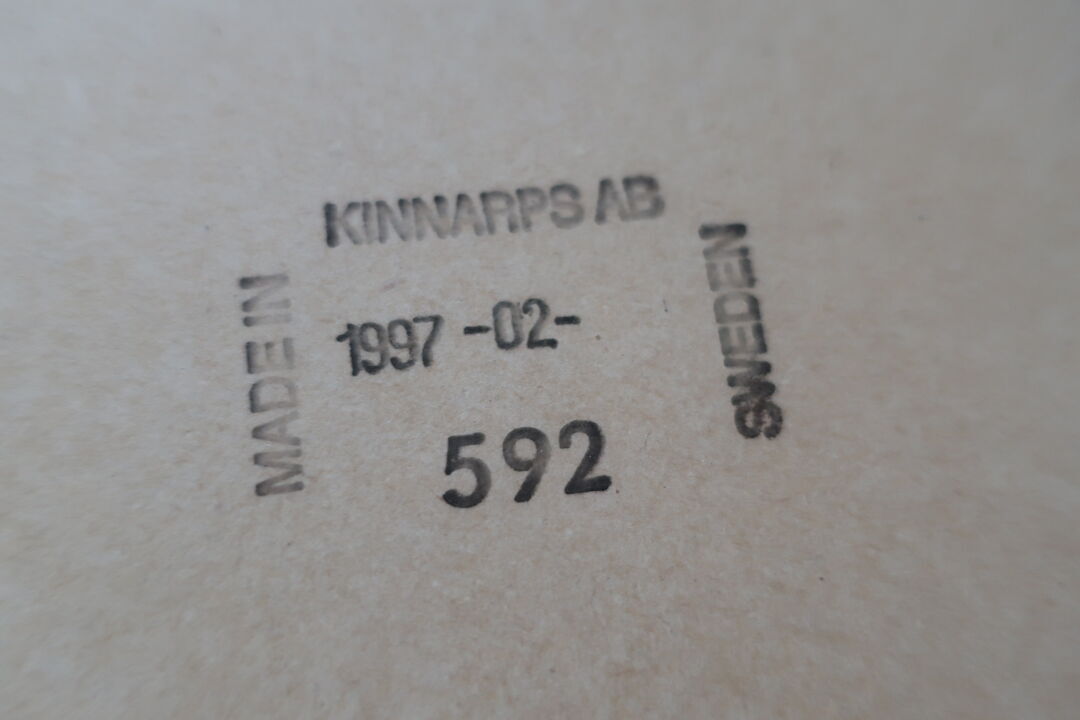 KINNARPS AB
MADE IN
1997 -02-
592
SWEDEN